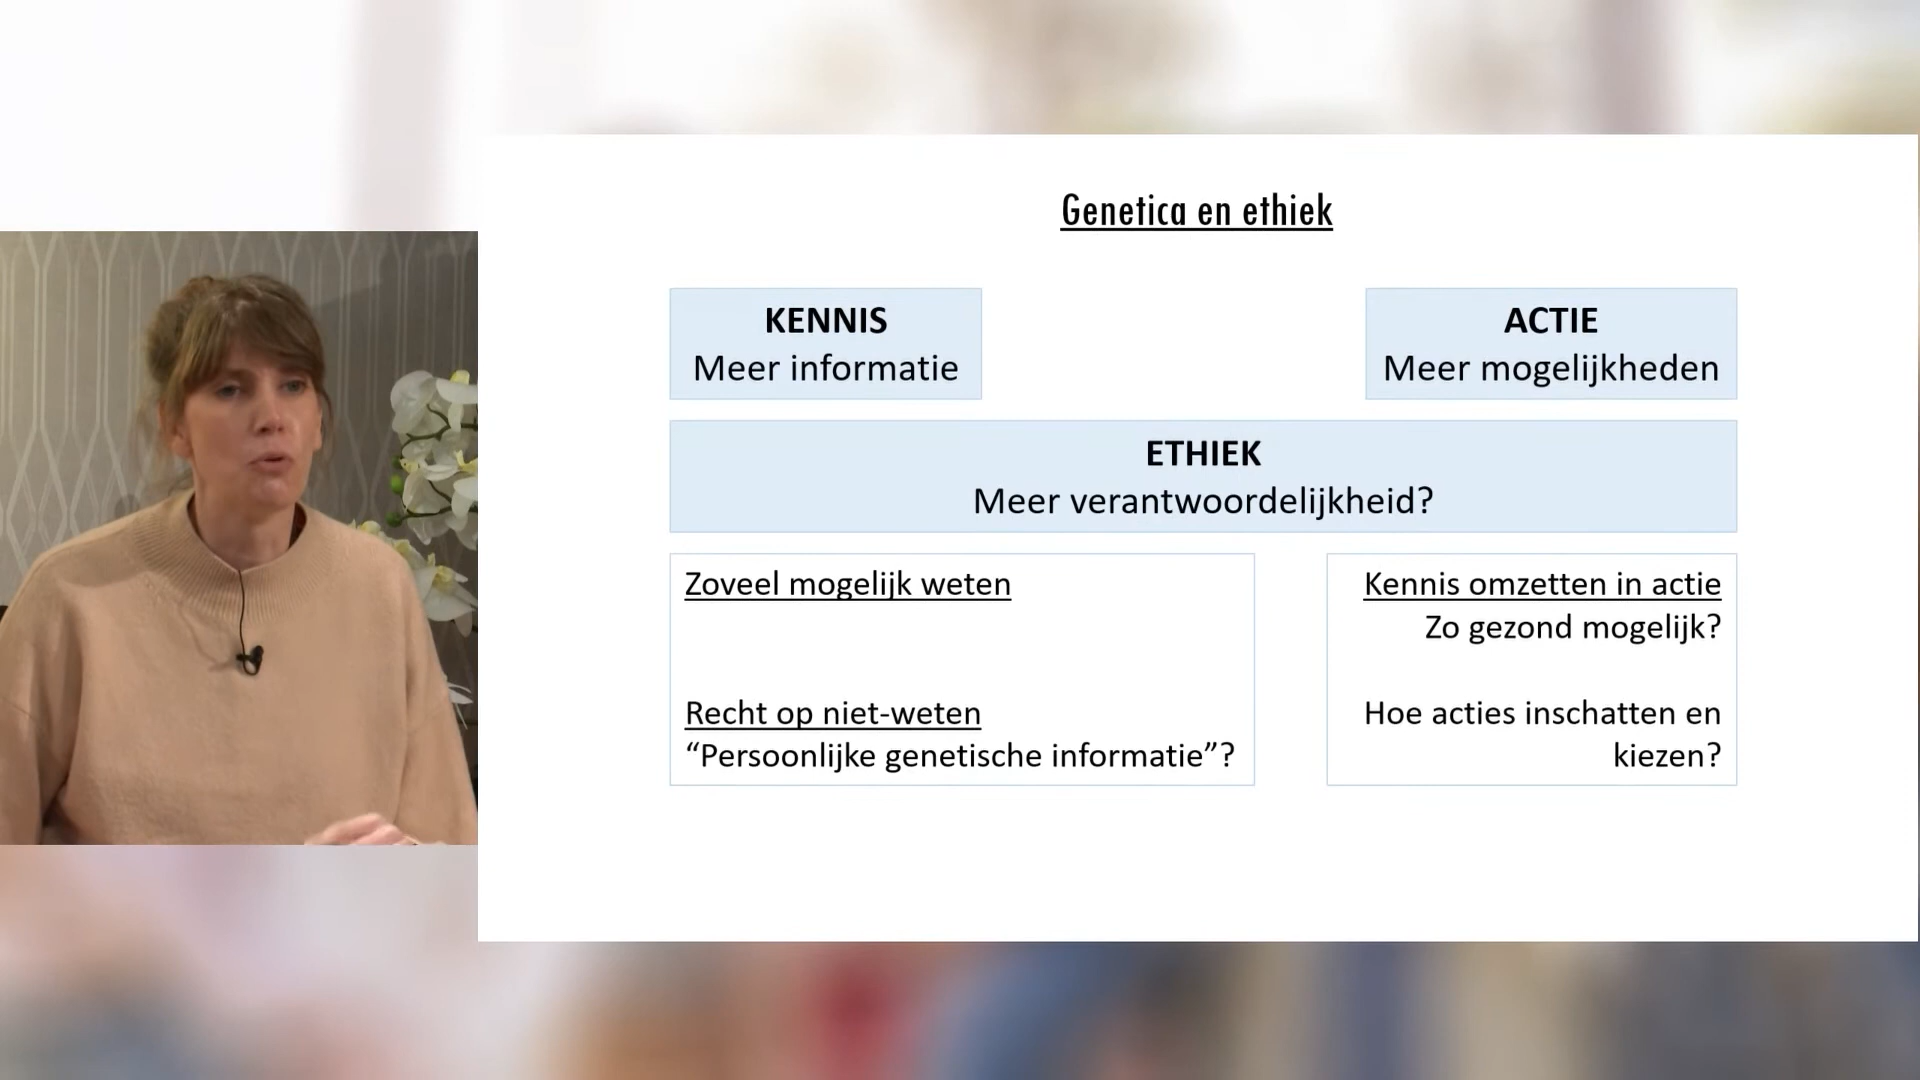 Genetica en ethiek
KENNIS
Meer informatie
ACTIE
Meer mogelijkheden
ETHIEK
Meer verantwoordelijkheid?
Zoveel mogelijk weten
Recht op niet-weten
“Persoonlijke genetische informatie”?
Kennis omzetten in actie
Zo gezond mogelijk?
Hoe acties inschatten en
kiezen?